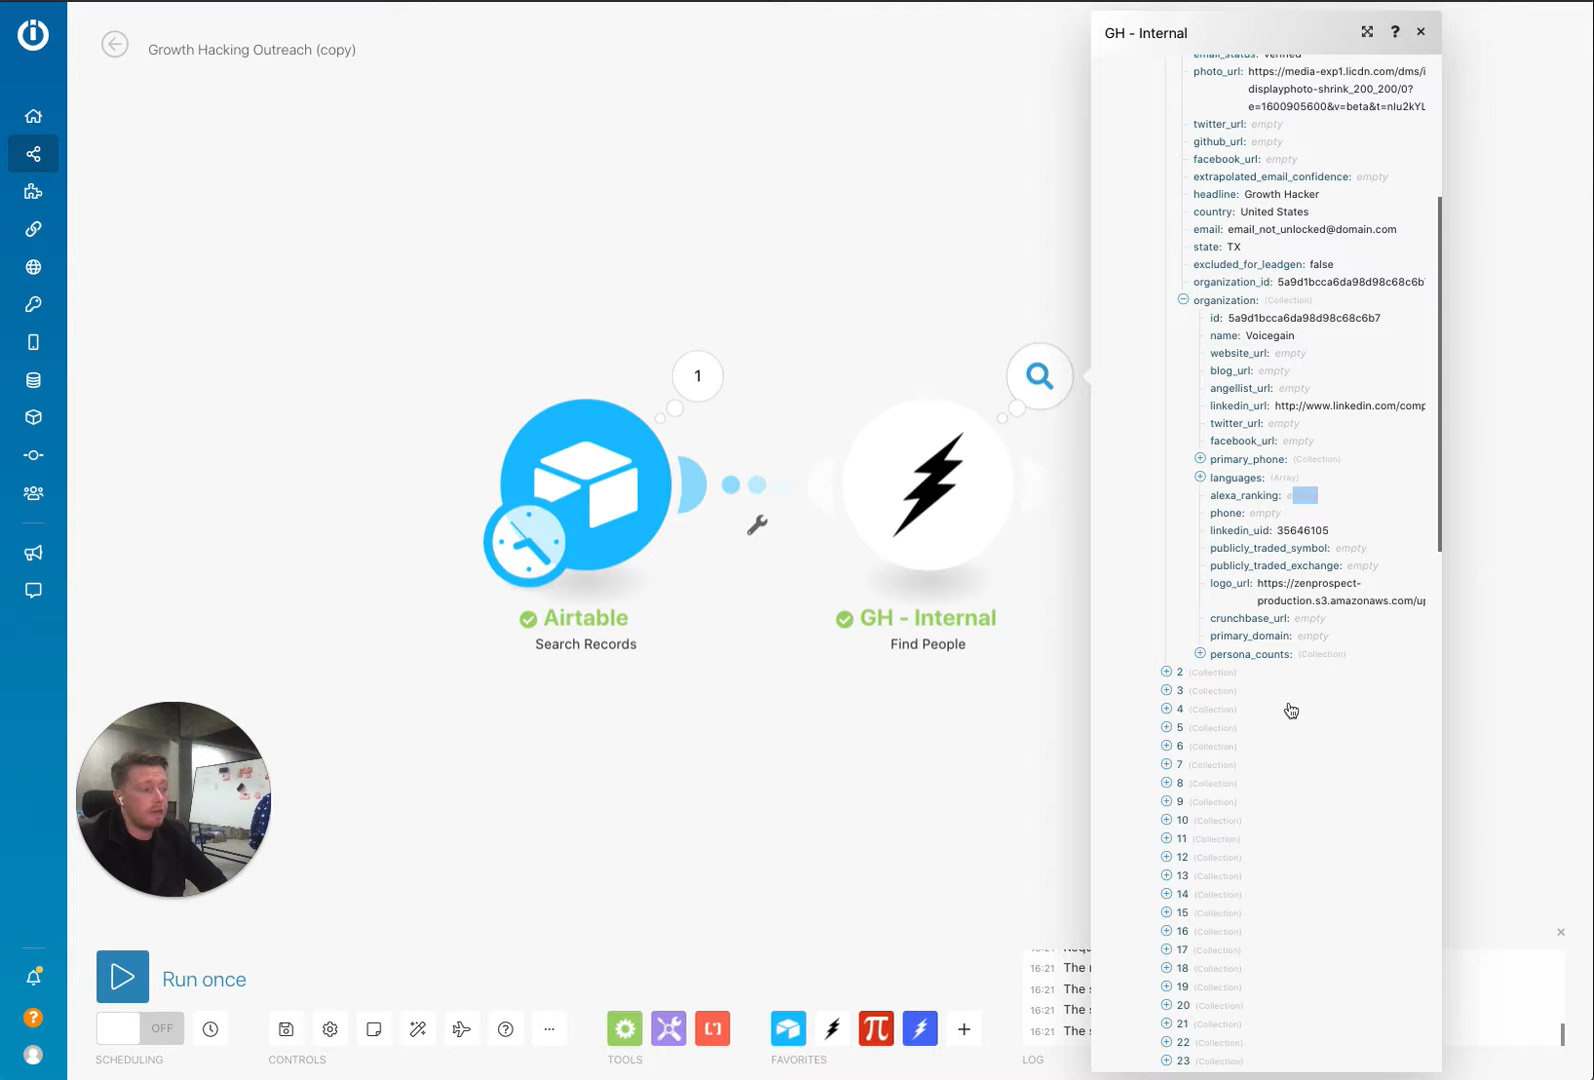 Growth Hacking Outreach (copy)
GH - Internal
?
email_status: verified
photo_url: https://media-exp1.licdn.com/dms/i
displayphoto-shrink_200_200/0?
e=1600905600&v=beta&t=nlu2kYL
twitter_url: empty
github_url: empty
facebook_url: empty
extrapolated_email_confidence: empty
headline: Growth Hacker
country: United States
email: email_not_unlocked@domain.com
state: TX
excluded_for_leadgen: false
organization_id: 5a9d1bcca6da98d98c68c6b
organization: (Collection)
id: 5a9d1bcca6da98d98c68c6b7
name: Voicegain
website_url: empty
blog_url: empty
angellist_url: empty
linkedin_url: http://www.linkedin.com/comp
twitter_url: empty
facebook_url: empty
primary_phone: (Collection)
languages: (Array)
alexa_ranking:
phone: empty
linkedin_uid: 35646105
publicly_traded_symbol: empty
publicly_traded_exchange: empty
logo_url: https://zenprospect-
production.s3.amazonaws.com/up
crunchbase_url: empty
primary_domain: empty
persona_counts: (Collection)
2 (Collection)
3 (Collection)
4 (Collection)
5 (Collection)
6 (Collection)
7 (Collection)
8 (Collection)
9 (Collection)
10 (Collection)
11 (Collection)
12 (Collection)
13 (Collection)
14 (Collection)
15 (Collection)
16 (Collection)
17 (Collection)
18 (Collection)
19 (Collection)
20 (Collection)
21 (Collection)
22 (Collection)
23 (Collection)
1
Airtable
Search Records
GH - Internal
Find People
Run once
OFF
SCHEDULING
CONTROLS
TOOLS
FAVORITES
LOG
16:21 The
16:21 The s
16:21 The s
16:21 The s